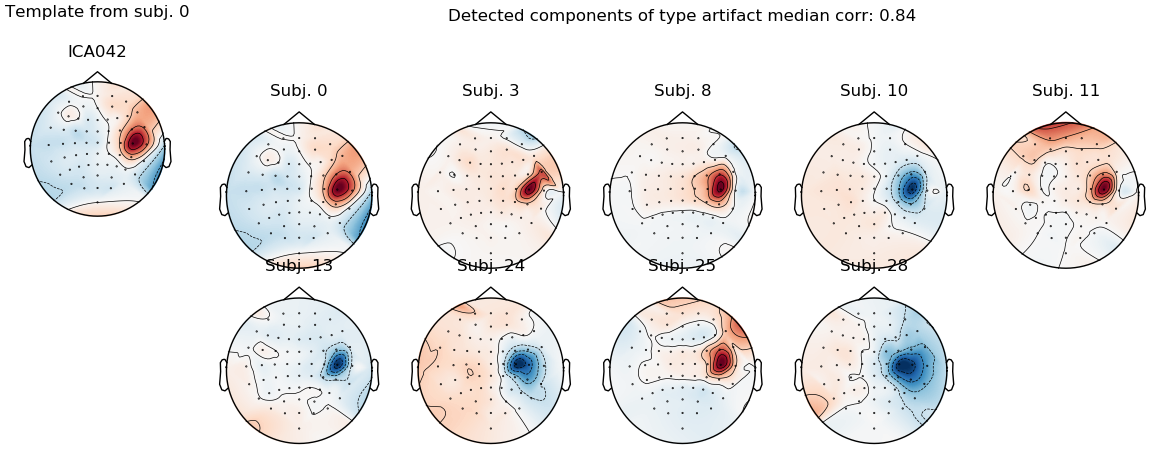 Template from subj. 0
Detected components of type artifact median corr: 0.84
ICA042
Subj. 0
Subj. 3
Subj. 8
Subj. 10
Subj. 11
Subj. 13
Subj. 24
Subj. 25
Subj. 28